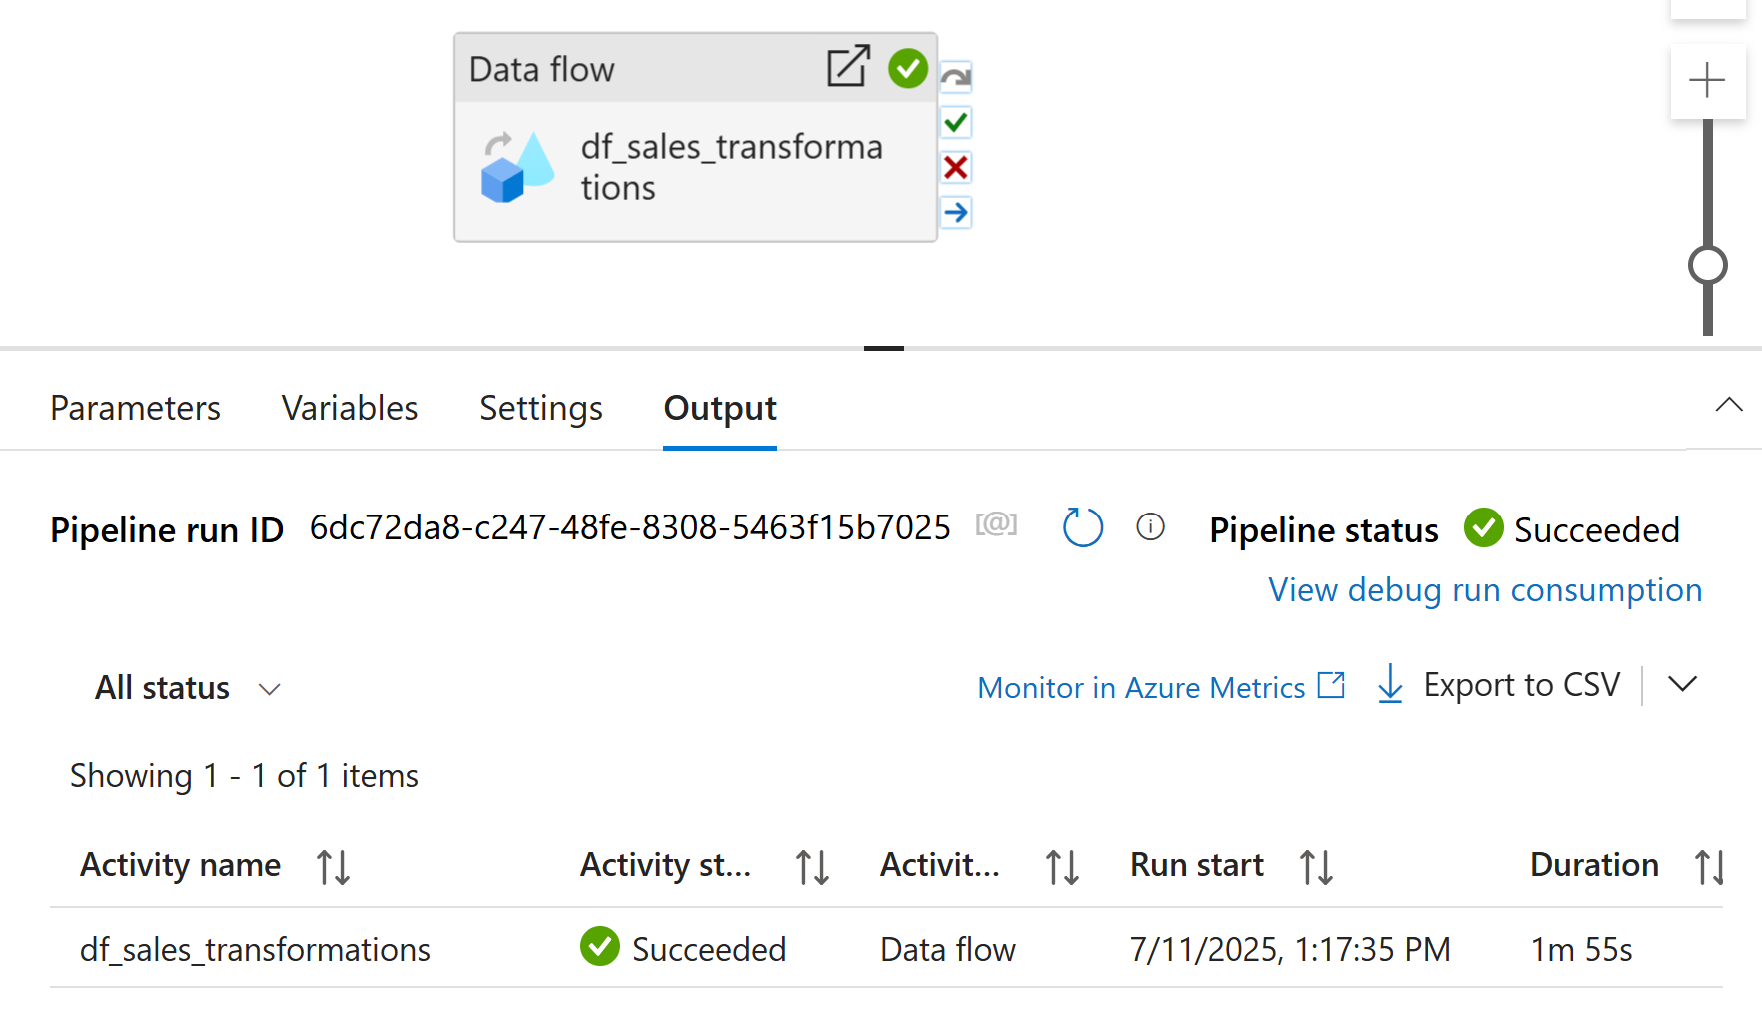 Data flow
df_sales_transforma
tions
Parameters Variables Settings Output
Pipeline run ID 6dc72da8-c247-48fe-8308-5463f15b7025 [@] Pipeline status Succeeded
View debug run consumption
All status Monitor in Azure Metrics Export to CSV
Showing 1 - 1 of 1 items
Activity name Activity st... Activit... Run start Duration
df_sales_transformations Succeeded Data flow 7/11/2025, 1:17:35 PM 1m 55s